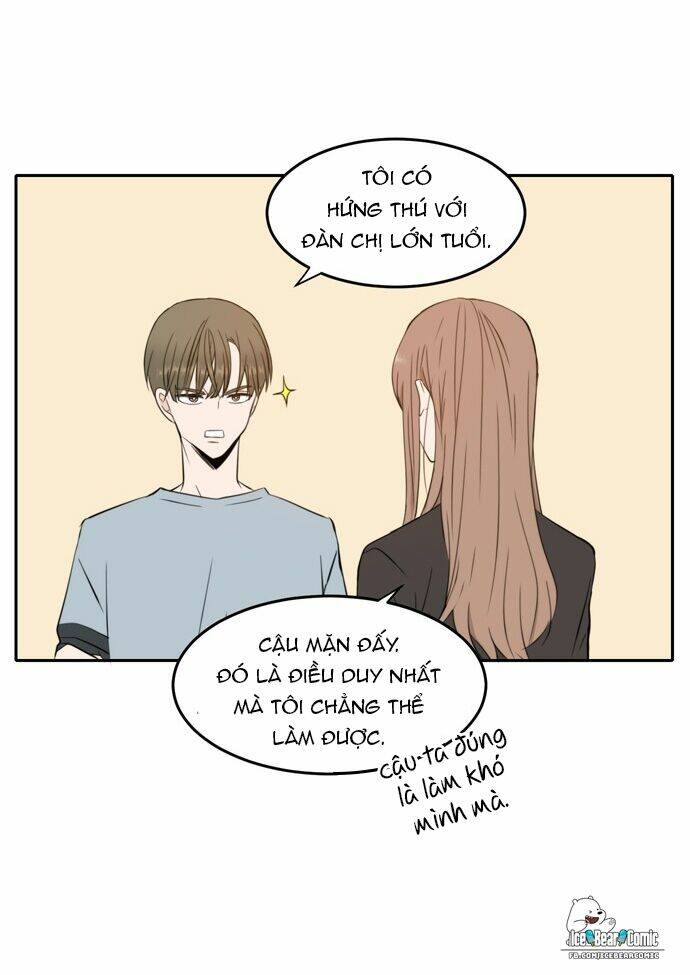 TÔI CÓ
HỨNG THÚ VỚI
ĐÀN CHỊ LỚN TUỔI.
CẬU MẶN ĐẤY.
ĐÓ LÀ ĐIỀU DUY NHẤT
MÀ TÔI CHẲNG THỂ
LÀM ĐƯỢC.
cậu ta đúng
là làm khó
mình mà.
Ice Bear Comic
FB.COM/ICEBEARCOMIC